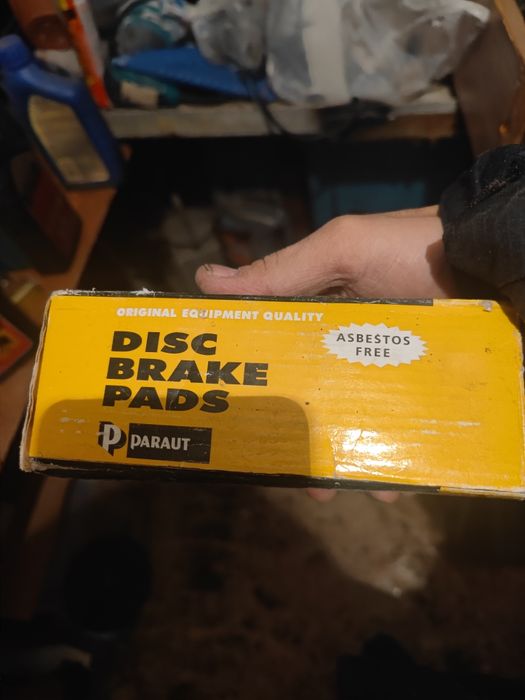 ORIGINAL EQUIPMENT QUALITY
DISC
BRAKE
PADS
ASBESTOS
FREE
P PARAUT